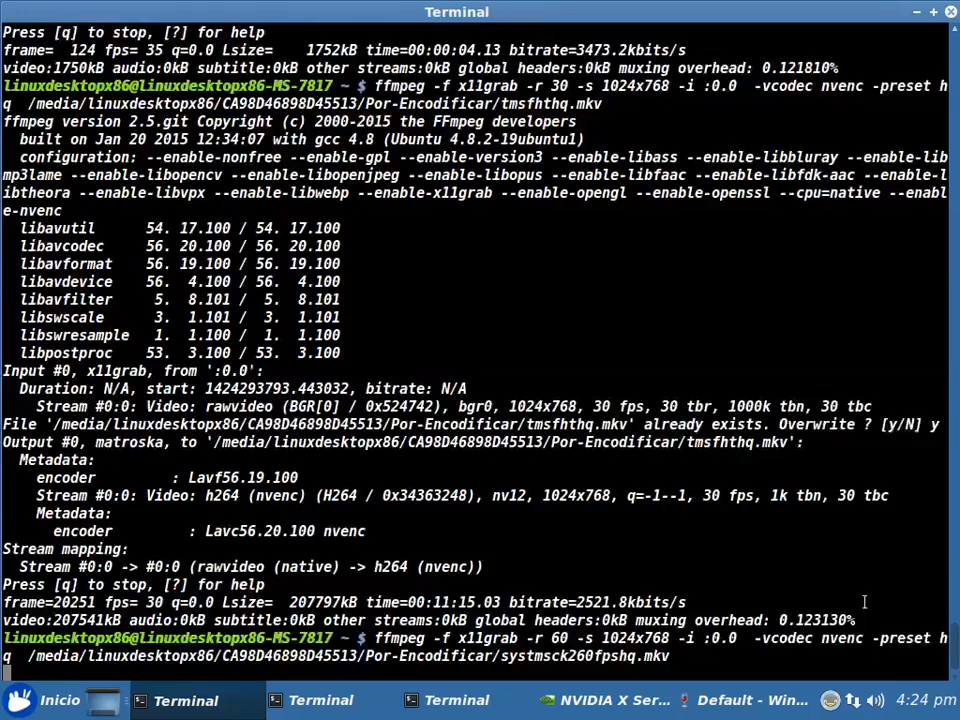 Terminal
Press [q] to stop, [?] for help
frame=  124 fps= 35 q=0.0 Lsize=    1752kB time=00:00:04.13 bitrate=3473.2kbits/s
video:1750kB audio:0kB subtitle:0kB other streams:0kB global headers:0kB muxing overhead: 0.121810%
linuxdesktopx86@linuxdesktopx86-MS-7817 ~ $ ffmpeg -f x11grab -r 30 -s 1024x768 -i :0.0  -vcodec nvenc -preset h
q  /media/linuxdesktopx86/CA98D46898D45513/Por-Encodificar/tmsfhthq.mkv
ffmpeg version 2.5.git Copyright (c) 2000-2015 the FFmpeg developers
  built on Jan 20 2015 12:34:07 with gcc 4.8 (Ubuntu 4.8.2-19ubuntu1)
  configuration: --enable-nonfree --enable-gpl --enable-version3 --enable-libass --enable-libbluray --enable-lib
mp3lame --enable-libopencv --enable-libopenjpeg --enable-libopus --enable-libfaac --enable-libfdk-aac --enable-l
ibtheora --enable-libvpx --enable-libwebp --enable-x11grab --enable-opengl --enable-openssl --cpu=native --enabl
e-nvenc
  libavutil      54. 17.100 / 54. 17.100
  libavcodec     56. 20.100 / 56. 20.100
  libavformat    56. 19.100 / 56. 19.100
  libavdevice    56.  4.100 / 56.  4.100
  libavfilter     5.  8.101 /  5.  8.101
  libswscale      3.  1.101 /  3.  1.101
  libswresample   1.  1.100 /  1.  1.100
  libpostproc    53.  3.100 / 53.  3.100
Input #0, x11grab, from ':0.0':
  Duration: N/A, start: 1424293793.443032, bitrate: N/A
    Stream #0:0: Video: rawvideo (BGR[0] / 0x524742), bgr0, 1024x768, 30 fps, 30 tbr, 1000k tbn, 30 tbc
File '/media/linuxdesktopx86/CA98D46898D45513/Por-Encodificar/tmsfhthq.mkv' already exists. Overwrite ? [y/N] y
Output #0, matroska, to '/media/linuxdesktopx86/CA98D46898D45513/Por-Encodificar/tmsfhthq.mkv':
  Metadata:
    encoder         : Lavf56.19.100
    Stream #0:0: Video: h264 (nvenc) (H264 / 0x34363248), nv12, 1024x768, q=-1--1, 30 fps, 1k tbn, 30 tbc
    Metadata:
      encoder         : Lavc56.20.100 nvenc
Stream mapping:
  Stream #0:0 -> #0:0 (rawvideo (native) -> h264 (nvenc))
Press [q] to stop, [?] for help
frame=20251 fps= 30 q=0.0 Lsize=  207797kB time=00:11:15.03 bitrate=2521.8kbits/s
video:207541kB audio:0kB subtitle:0kB other streams:0kB global headers:0kB muxing overhead: 0.123130%
linuxdesktopx86@linuxdesktopx86-MS-7817 ~ $ ffmpeg -f x11grab -r 60 -s 1024x768 -i :0.0  -vcodec nvenc -preset h
q  /media/linuxdesktopx86/CA98D46898D45513/Por-Encodificar/systmsck260fpshq.mkv
Inicio Terminal Terminal Terminal NVIDIA X Ser... Default - Win... 4:24 pm